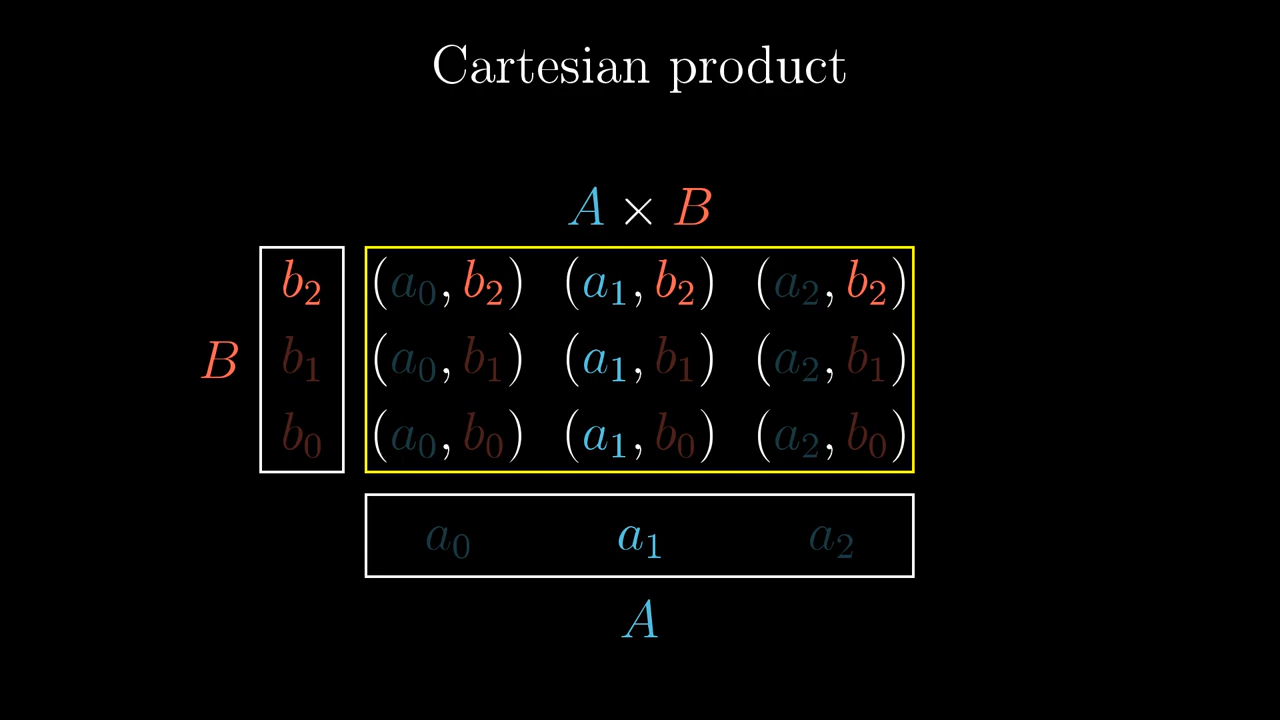 Cartesian product
A × B
b₂ (a₀, b₂) (a₁, b₂) (a₂, b₂)
B b₁ (a₀, b₁) (a₁, b₁) (a₂, b₁)
b₀ (a₀, b₀) (a₁, b₀) (a₂, b₀)
a₀ a₁ a₂
A